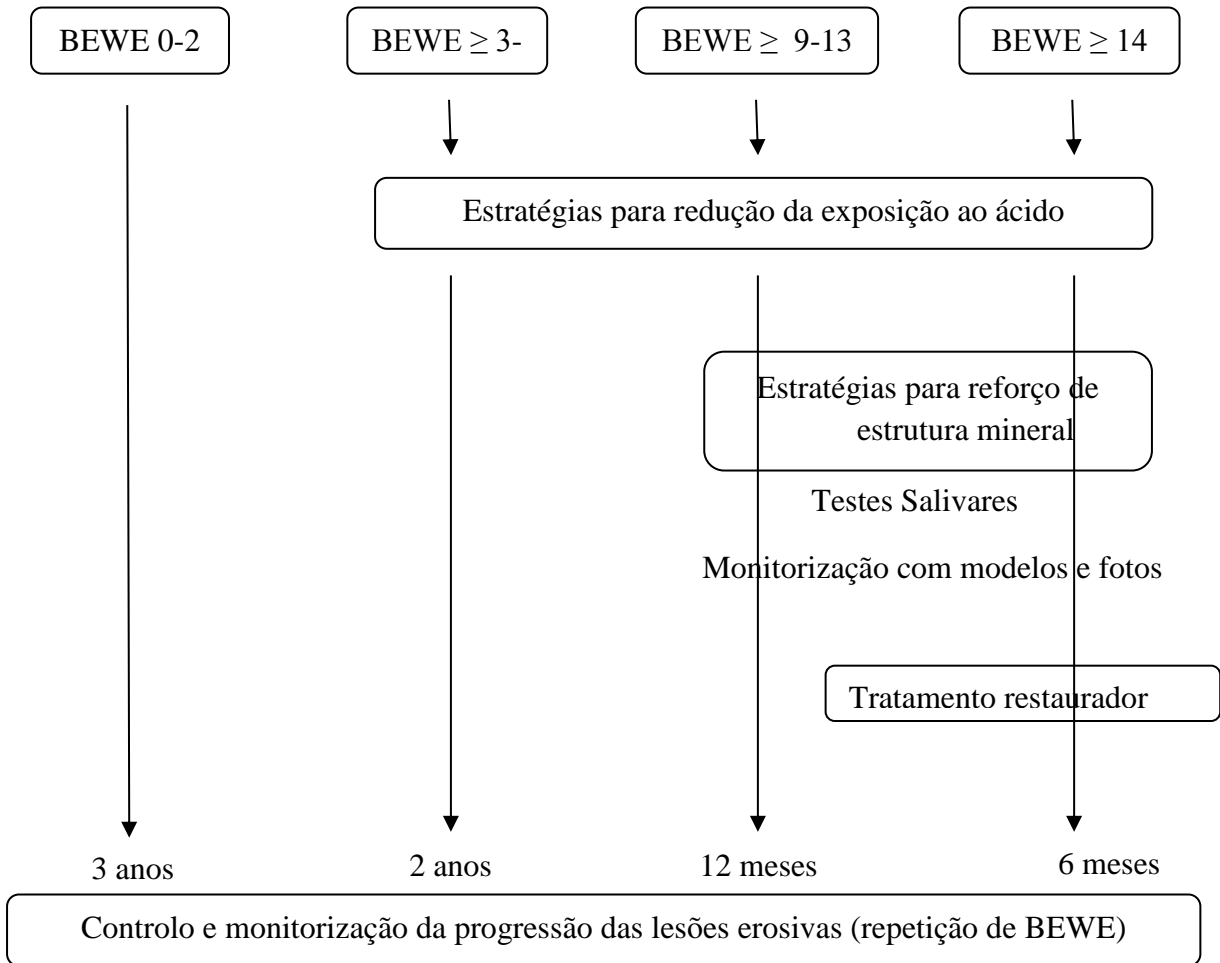 BEWE 0-2
BEWE ≥ 3-
BEWE ≥ 9-13
BEWE ≥ 14
Estratégias para redução da exposição ao ácido
Estratégias para reforço de
estrutura mineral
Testes Salivares
Monitorização com modelos e fotos
Tratamento restaurador
3 anos
2 anos
12 meses
6 meses
Controlo e monitorização da progressão das lesões erosivas (repetição de BEWE)